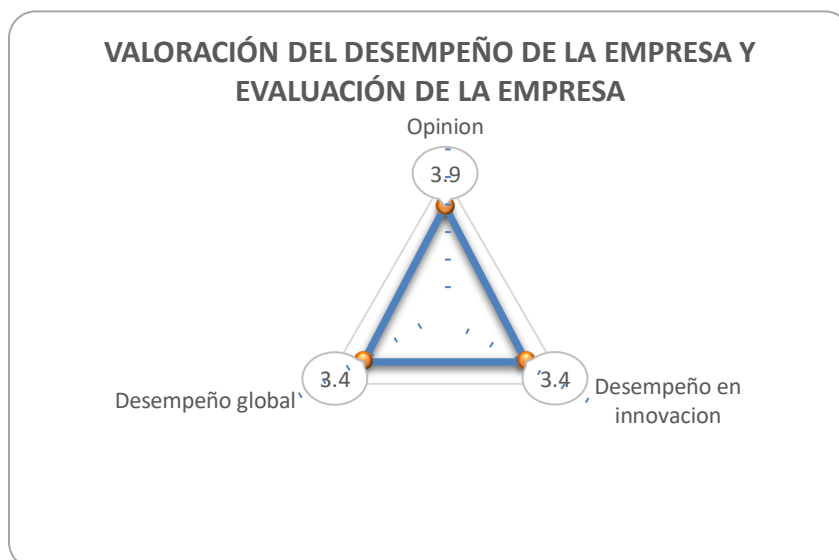 VALORACIÓN DEL DESEMPEÑO DE LA EMPRESA Y
EVALUACIÓN DE LA EMPRESA
Opinion
3.9
3.4
3.4
Desempeño global
Desempeño en
innovacion